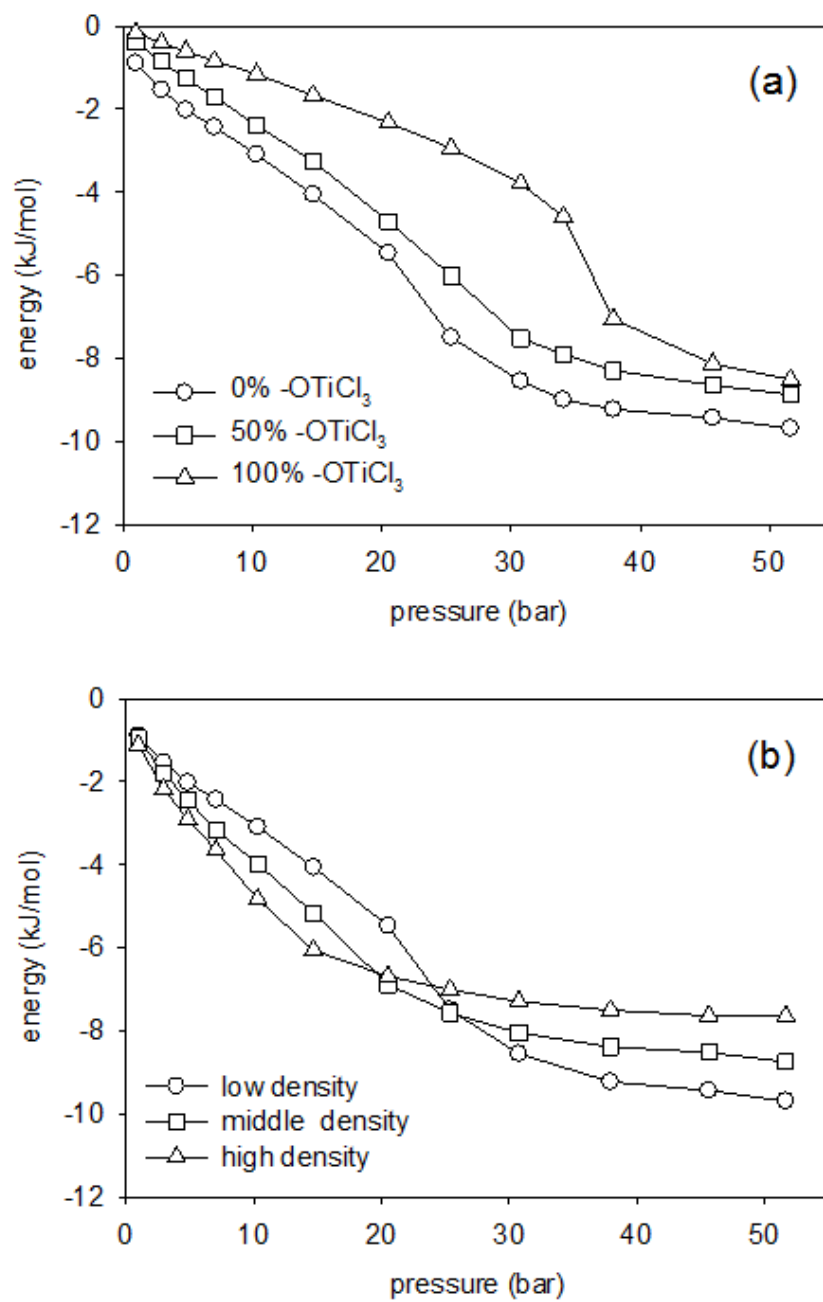 0
(a)
-2
-4
energy (kJ/mol)
-6
-8
0% -OTiCl₃
50% -OTiCl₃
-10
100% -OTiCl₃
-12
0 10 20 30 40 50
pressure (bar)
0
(b)
-2
-4
energy (kJ/mol)
-6
-8
low density
-10
middle density
high density
-12
0 10 20 30 40 50
pressure (bar)